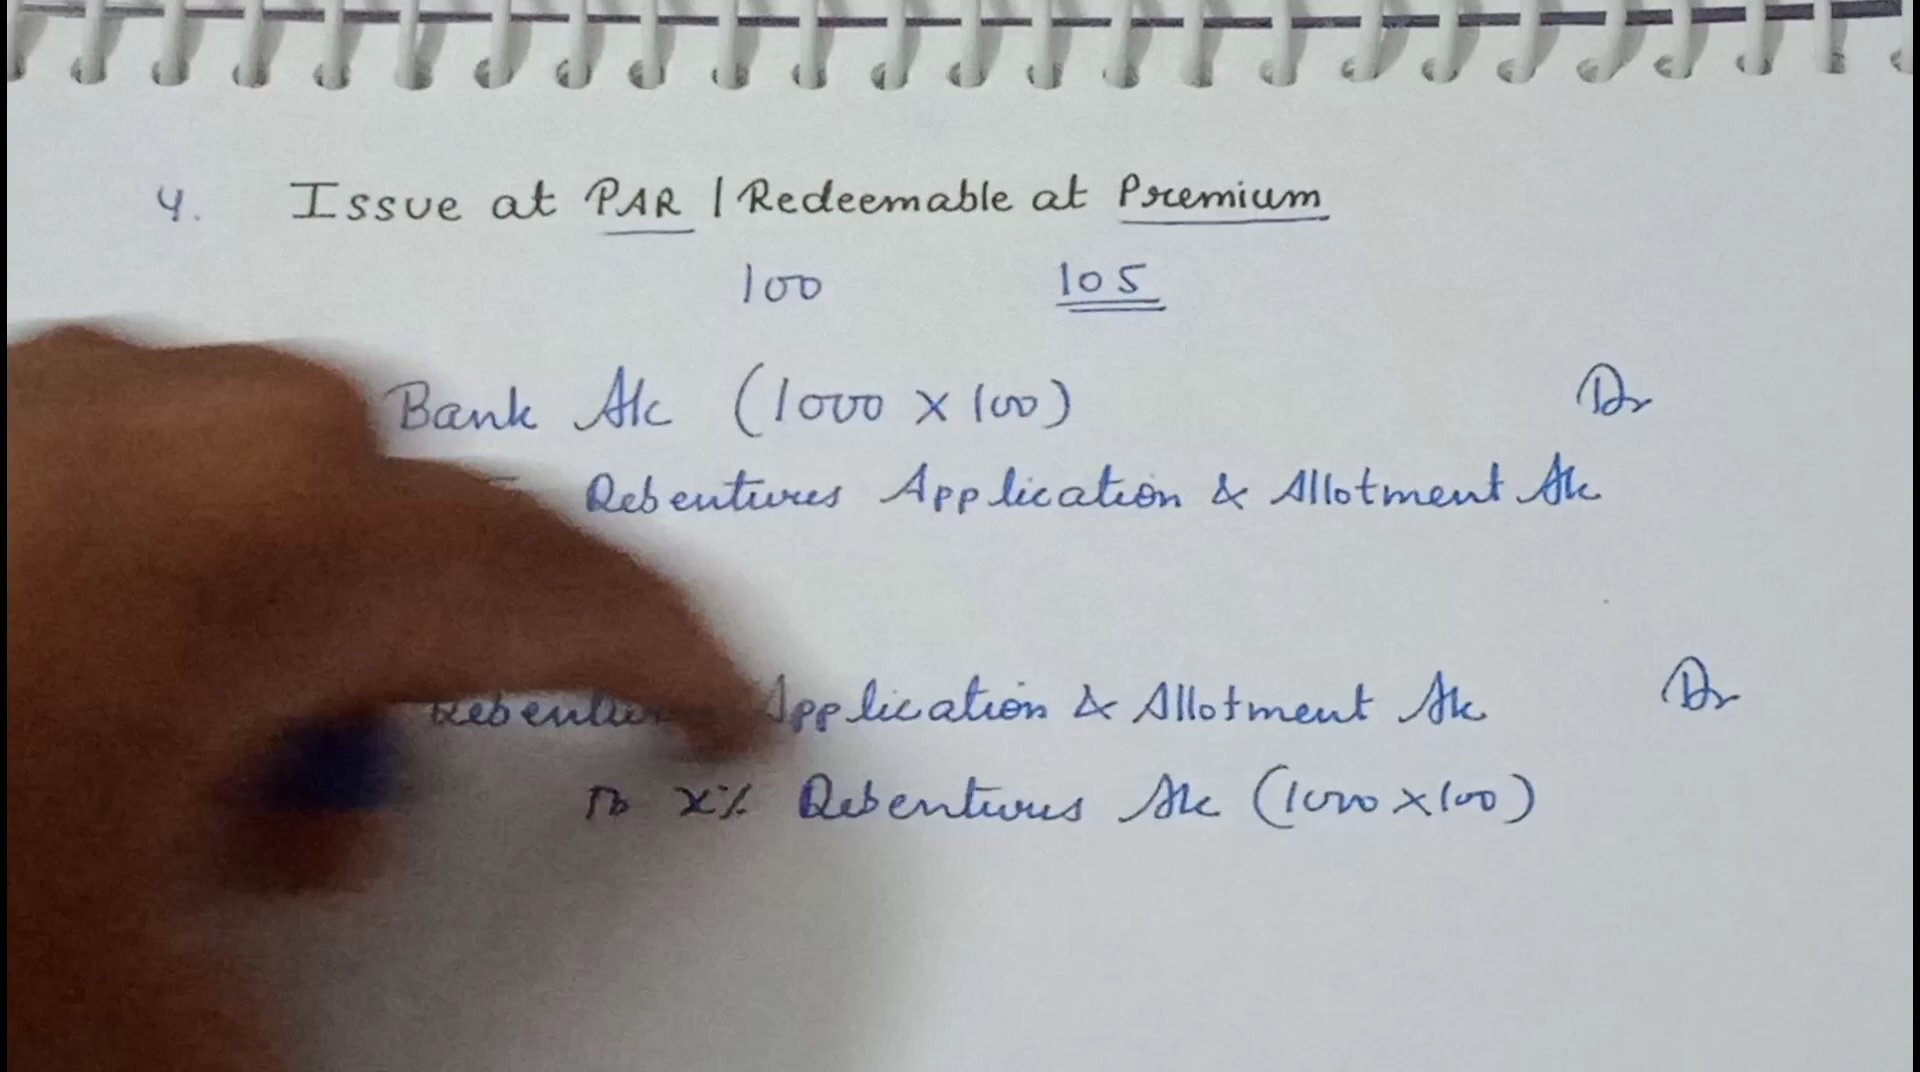 4. Issue at PAR | Redeemable at Premium
100 105
Bank A/c (1000 × 100) Dr
Debentures Application & Allotment A/c
Application & Allotment A/c Dr
To X% Debentures A/c (1000 × 100)